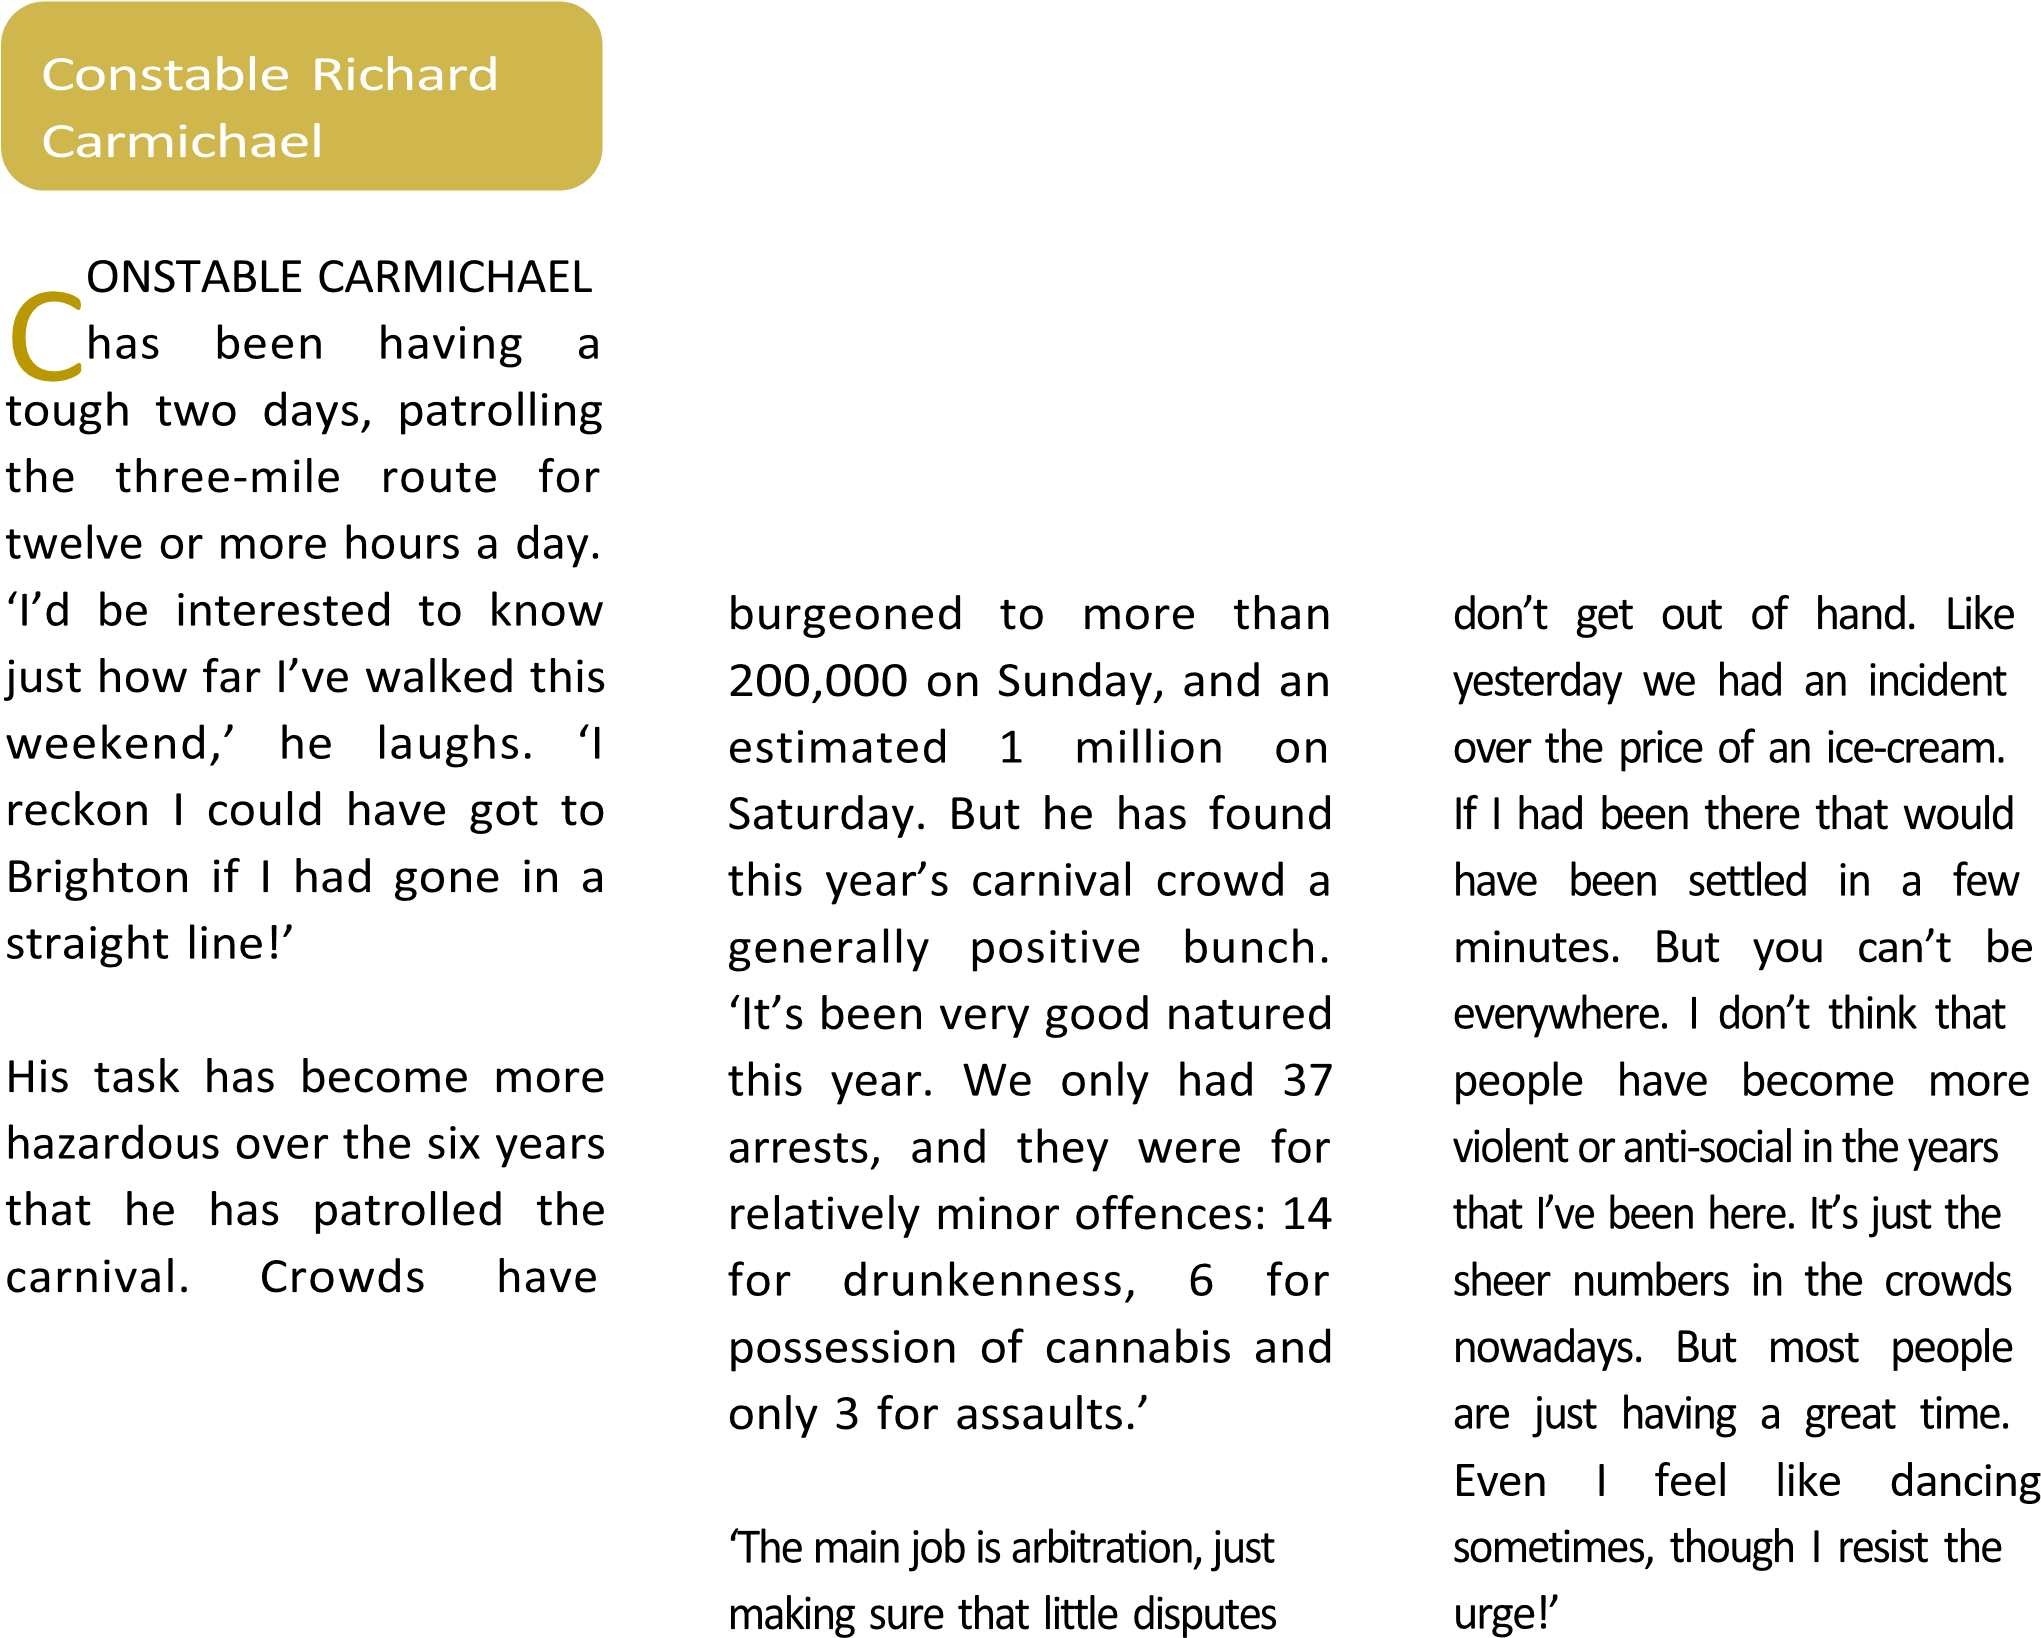 Constable Richard
Carmichael
CONSTABLE CARMICHAEL
has been having a
tough two days, patrolling
the three-mile route for
twelve or more hours a day.
‘I’d be interested to know
just how far I’ve walked this
weekend,’ he laughs. ‘I
reckon I could have got to
Brighton if I had gone in a
straight line!’
His task has become more
hazardous over the six years
that he has patrolled the
carnival. Crowds have
burgeoned to more than
200,000 on Sunday, and an
estimated 1 million on
Saturday. But he has found
this year’s carnival crowd a
generally positive bunch.
‘It’s been very good natured
this year. We only had 37
arrests, and they were for
relatively minor offences: 14
for drunkenness, 6 for
possession of cannabis and
only 3 for assaults.’
‘The main job is arbitration, just
making sure that little disputes
don’t get out of hand. Like
yesterday we had an incident
over the price of an ice-cream.
If I had been there that would
have been settled in a few
minutes. But you can’t be
everywhere. I don’t think that
people have become more
violent or anti-social in the years
that I’ve been here. It’s just the
sheer numbers in the crowds
nowadays. But most people
are just having a great time.
Even I feel like dancing
sometimes, though I resist the
urge!’